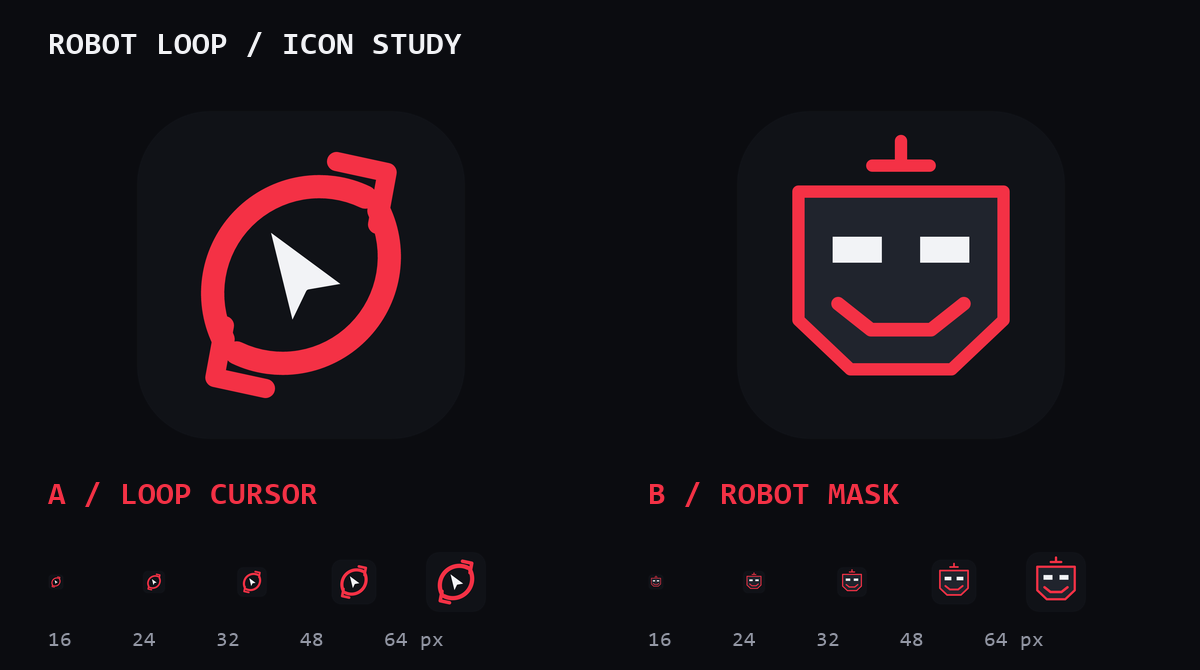 ROBOT LOOP / ICON STUDY
A / LOOP CURSOR
B / ROBOT MASK
16 24 32 48 64 px
16 24 32 48 64 px